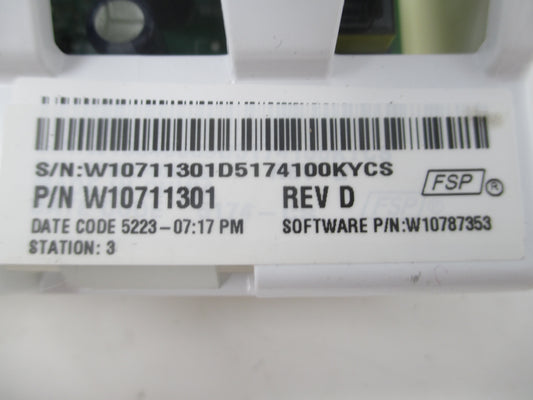 S/N:W10711301D5174100KYCS
P/N W10711301 REV D FSP®
DATE CODE 5223-07:17 PM SOFTWARE P/N:W10787353
STATION: 3